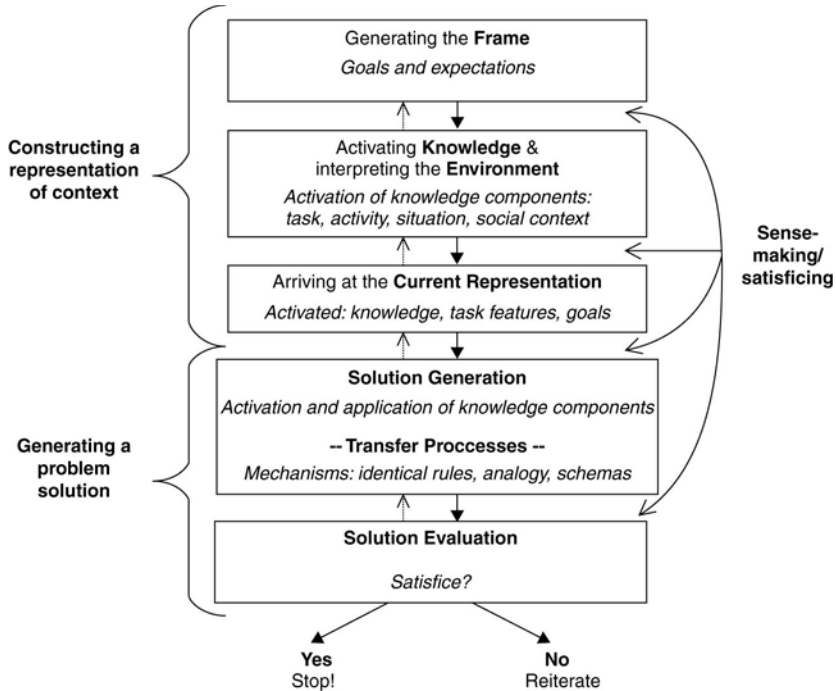 Generating the Frame
Goals and expectations
Constructing a
representation
of context
Activating Knowledge &
interpreting the Environment
Activation of knowledge components:
task, activity, situation, social context
Sense-
making/
satisficing
Arriving at the Current Representation
Activated: knowledge, task features, goals
Generating a
problem
solution
Solution Generation
Activation and application of knowledge components
-- Transfer Proccesses --
Mechanisms: identical rules, analogy, schemas
Solution Evaluation
Satisfice?
Yes
Stop!
No
Reiterate